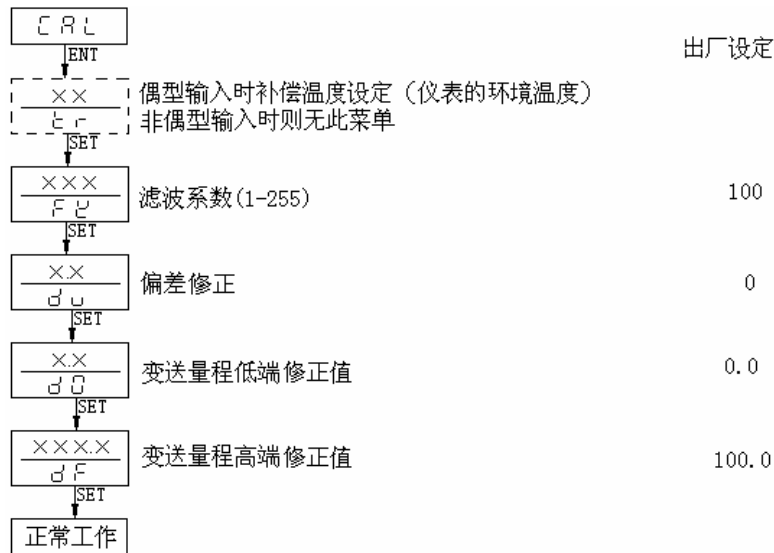 CAL
ENT
出厂设定
××
tr
偶型输入时补偿温度设定（仪表的环境温度）
非偶型输入时则无此菜单
SET
×××
滤波系数(1-255)
100
SET
×.×
du
偏差修正
0
SET
×.×
d0
变送量程低端修正值
0.0
SET
×××.×
dF
变送量程高端修正值
100.0
SET
正常工作